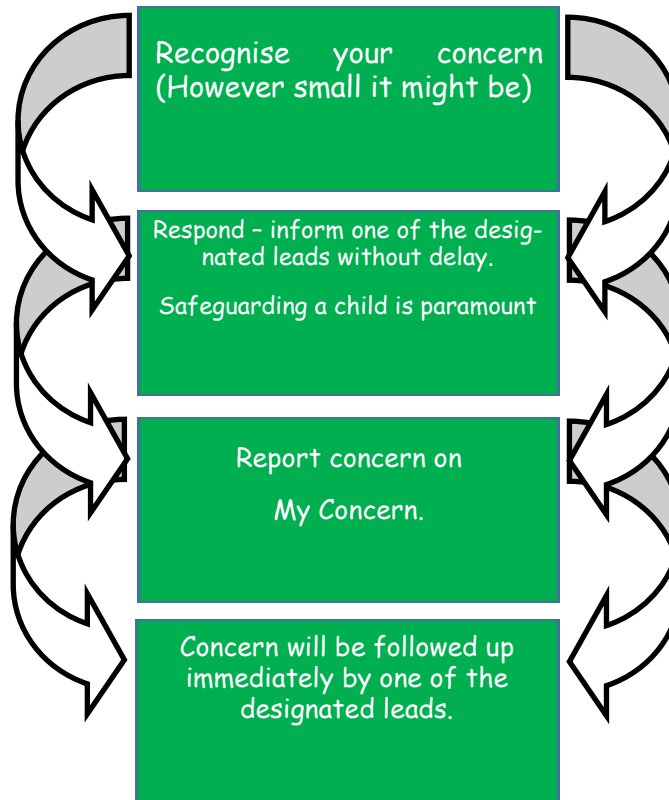 Recognise your concern
(However small it might be)
Respond – inform one of the desig-
nated leads without delay.
Safeguarding a child is paramount
Report concern on
My Concern.
Concern will be followed up
immediately by one of the
designated leads.